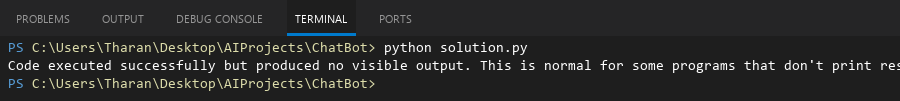 PROBLEMS OUTPUT DEBUG CONSOLE TERMINAL PORTS
PS C:\Users\Tharan\Desktop\AIProjects\ChatBot> python solution.py
Code executed successfully but produced no visible output. This is normal for some programs that don't print res
PS C:\Users\Tharan\Desktop\AIProjects\ChatBot>